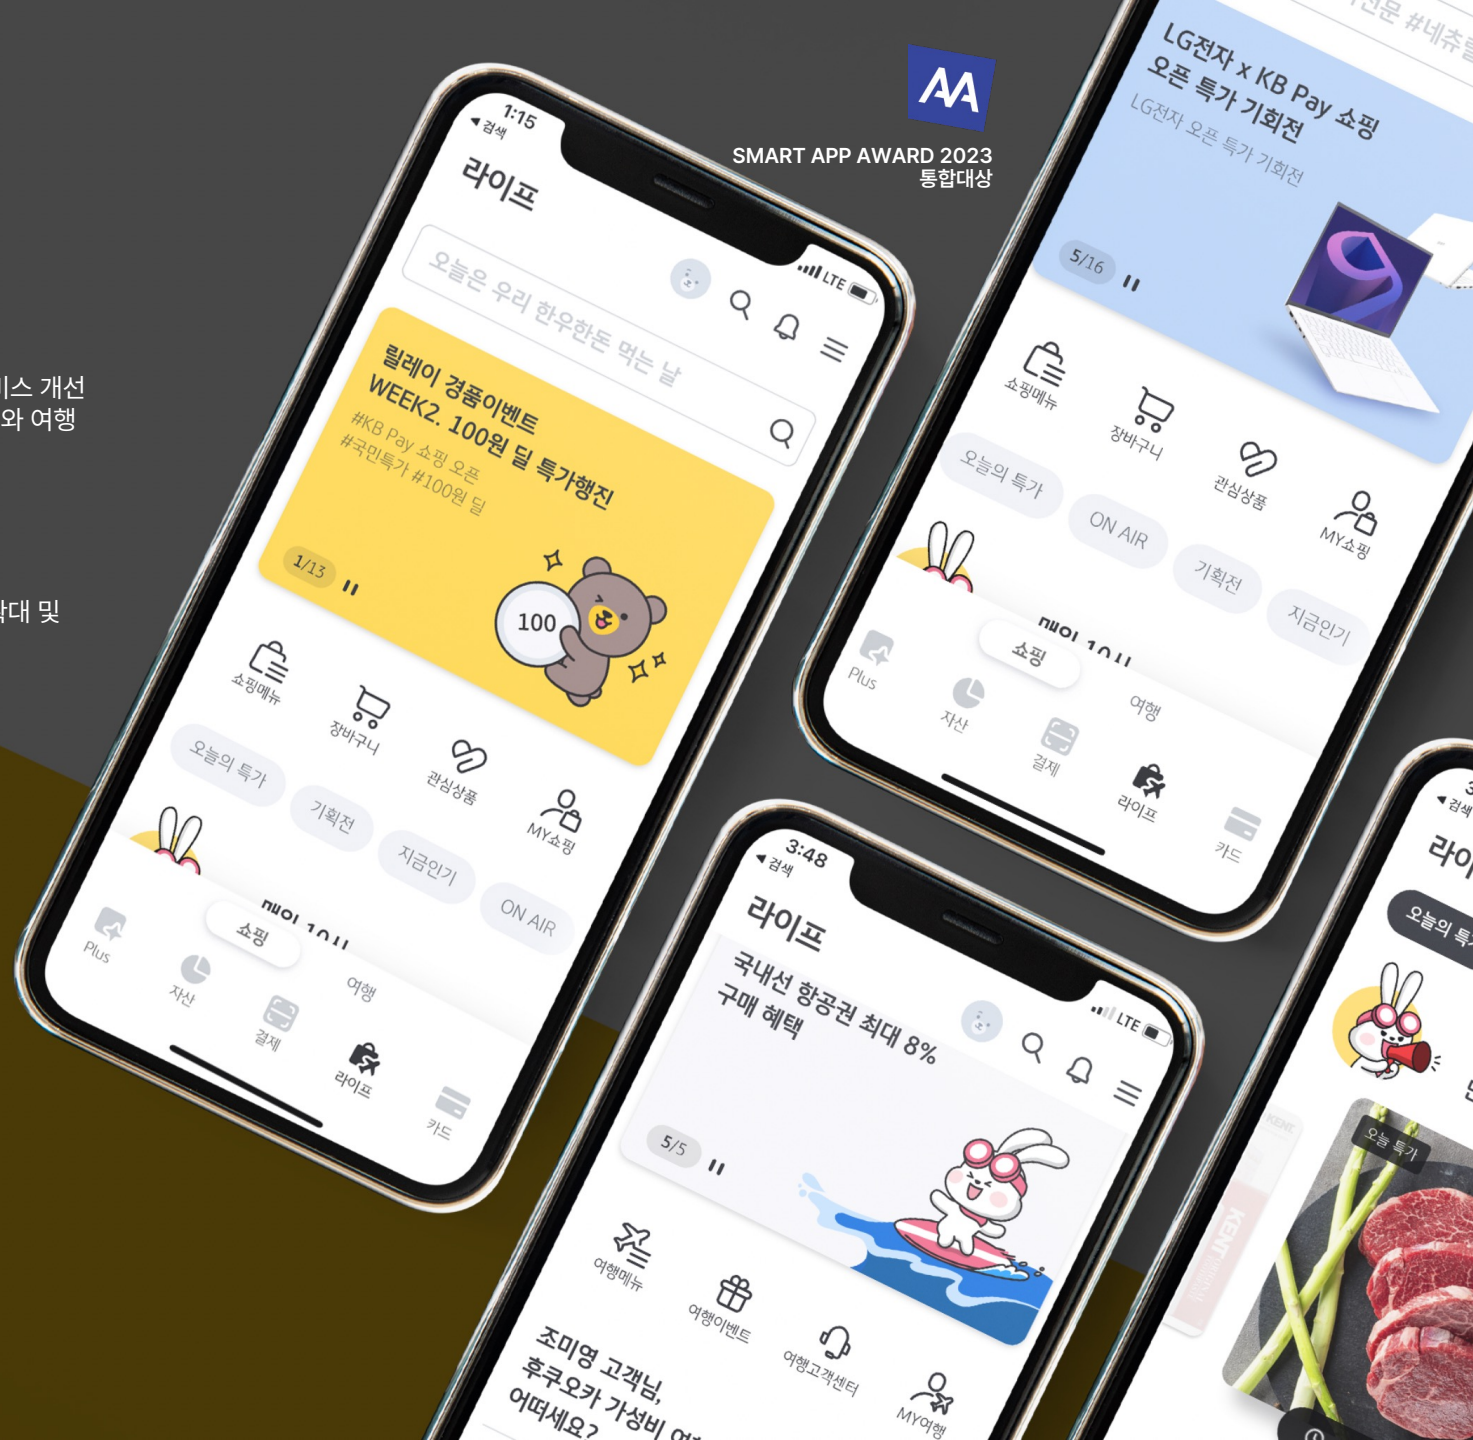 비스 개선
와 여행
확대 및
SMART APP AWARD 2023
통합대상
1:15
검색
LTE
라이프
오늘은 우리 한우한돈 먹는 날
릴레이 경품이벤트
WEEK2. 100원 딜 특가행진
#KB Pay 쇼핑 오픈
#국민특가 #100원 딜
100
1/13
쇼핑메뉴
장바구니
관심상품
MY쇼핑
오늘의 특가
기획전
지금인기
ON AIR
쇼핑
여행
Plus
자산
결제
라이프
카드
LG전자 x KB Pay 쇼핑
오픈 특가 기획전
LG전자 오픈 특가 기획전
5/16
쇼핑메뉴
장바구니
관심상품
MY쇼핑
오늘의 특가
ON AIR
기획전
지금인기
쇼핑
여행
Plus
자산
결제
라이프
카드
3:48
검색
LTE
라이프
국내선 항공권 최대 8%
구매 혜택
5/5
여행메뉴
여행이벤트
여행고객센터
MY여행
조미영 고객님,
후쿠오카 가성비
어떠세요?
검색
오늘의
오늘 특가
KENT
KENT